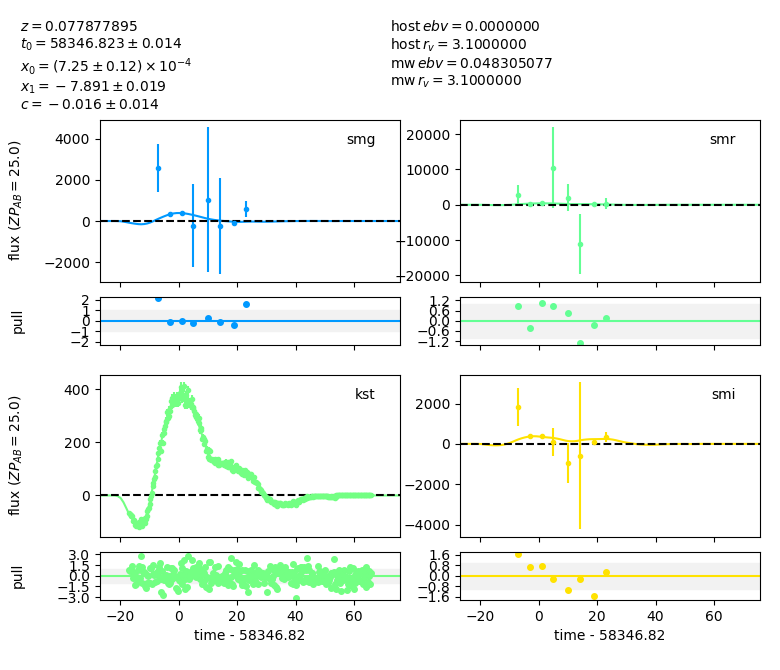 z = 0.077877895
t₀ = 58346.823 ± 0.014
x₀ = (7.25 ± 0.12) × 10⁻⁴
x₁ = − 7.891 ± 0.019
c = − 0.016 ± 0.014
host ebv = 0.0000000
host r_v = 3.1000000
mw ebv = 0.048305077
mw r_v = 3.1000000
smg
4000
2000
0
−2000
flux (ZP_AB = 25.0)
smr
20000
10000
0
−10000
−20000
2
1
0
−1
−2
pull
1.2
0.6
0.0
−0.6
−1.2
kst
400
200
0
flux (ZP_AB = 25.0)
smi
2000
0
−2000
−4000
3.0
1.5
0.0
−1.5
−3.0
pull
−20 0 20 40 60
time - 58346.82
1.6
0.8
0.0
−0.8
−1.6
−20 0 20 40 60
time - 58346.82